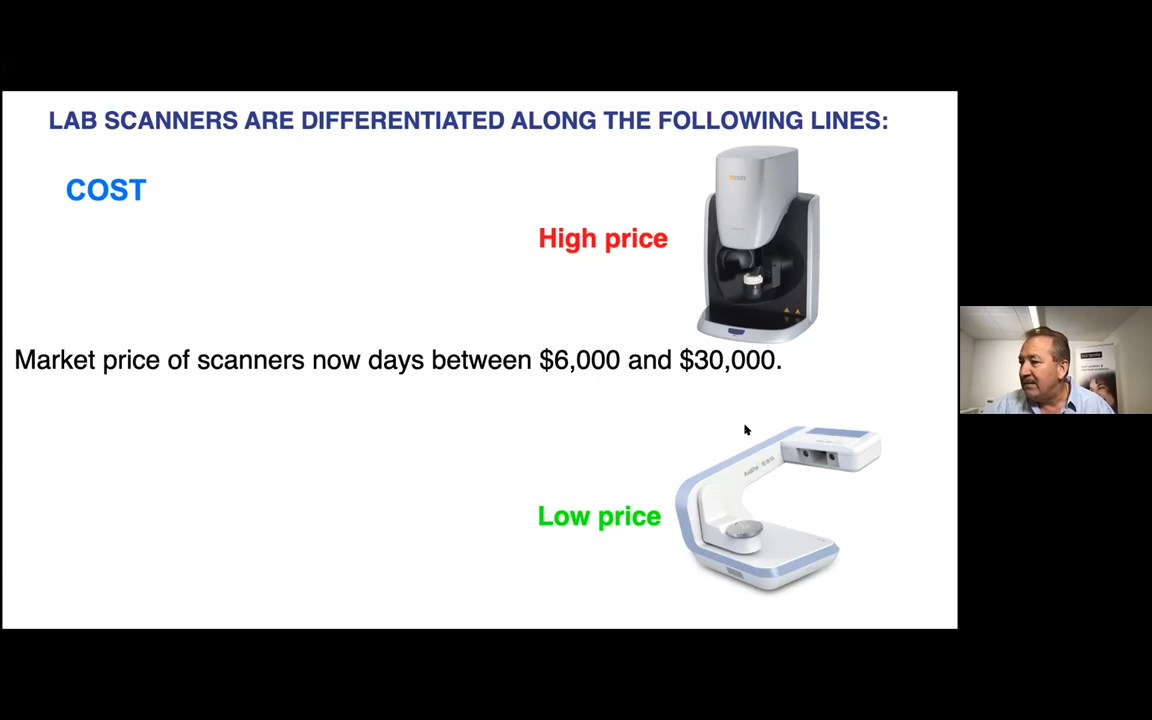 LAB SCANNERS ARE DIFFERENTIATED ALONG THE FOLLOWING LINES:
COST
High price
Market price of scanners now days between $6,000 and $30,000.
Low price